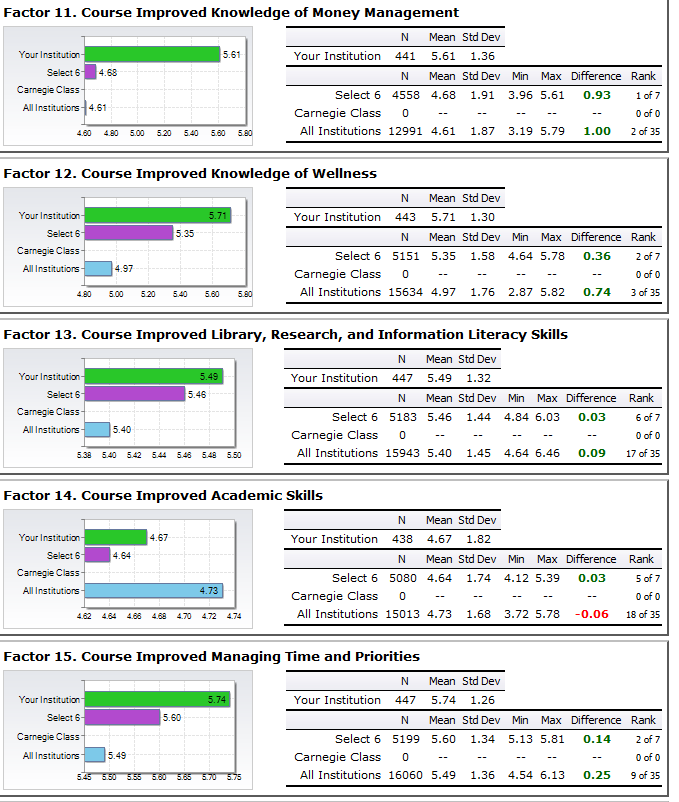 Factor 11. Course Improved Knowledge of Money Management
N Mean Std Dev
Your Institution 441 5.61 1.36
N Mean Std Dev Min Max Difference Rank
Select 6 4558 4.68 1.91 3.96 5.61 0.93 1 of 7
Carnegie Class 0 -- -- -- -- -- 0 of 0
All Institutions 12991 4.61 1.87 3.19 5.79 1.00 2 of 35
Your Institution 5.61
Select 6 4.68
Carnegie Class
All Institutions 4.61
4.60 4.80 5.00 5.20 5.40 5.60 5.80
Factor 12. Course Improved Knowledge of Wellness
N Mean Std Dev
Your Institution 443 5.71 1.30
N Mean Std Dev Min Max Difference Rank
Select 6 5151 5.35 1.58 4.64 5.78 0.36 2 of 7
Carnegie Class 0 -- -- -- -- -- 0 of 0
All Institutions 15634 4.97 1.76 2.87 5.82 0.74 3 of 35
Your Institution 5.71
Select 6 5.35
Carnegie Class
All Institutions 4.97
4.80 5.00 5.20 5.40 5.60 5.80
Factor 13. Course Improved Library, Research, and Information Literacy Skills
N Mean Std Dev
Your Institution 447 5.49 1.32
N Mean Std Dev Min Max Difference Rank
Select 6 5183 5.46 1.44 4.84 6.03 0.03 6 of 7
Carnegie Class 0 -- -- -- -- -- 0 of 0
All Institutions 15943 5.40 1.45 4.64 6.46 0.09 17 of 35
Your Institution 5.49
Select 6 5.46
Carnegie Class
All Institutions 5.40
5.38 5.40 5.42 5.44 5.46 5.48 5.50
Factor 14. Course Improved Academic Skills
N Mean Std Dev
Your Institution 438 4.67 1.82
N Mean Std Dev Min Max Difference Rank
Select 6 5080 4.64 1.74 4.12 5.39 0.03 5 of 7
Carnegie Class 0 -- -- -- -- -- 0 of 0
All Institutions 15013 4.73 1.68 3.72 5.78 -0.06 18 of 35
Your Institution 4.67
Select 6 4.64
Carnegie Class
All Institutions 4.73
4.62 4.64 4.66 4.68 4.70 4.72 4.74
Factor 15. Course Improved Managing Time and Priorities
N Mean Std Dev
Your Institution 447 5.74 1.26
N Mean Std Dev Min Max Difference Rank
Select 6 5199 5.60 1.34 5.13 5.81 0.14 2 of 7
Carnegie Class 0 -- -- -- -- -- 0 of 0
All Institutions 16060 5.49 1.36 4.54 6.13 0.25 9 of 35
Your Institution 5.74
Select 6 5.60
Carnegie Class
All Institutions 5.49
5.45 5.50 5.55 5.60 5.65 5.70 5.75